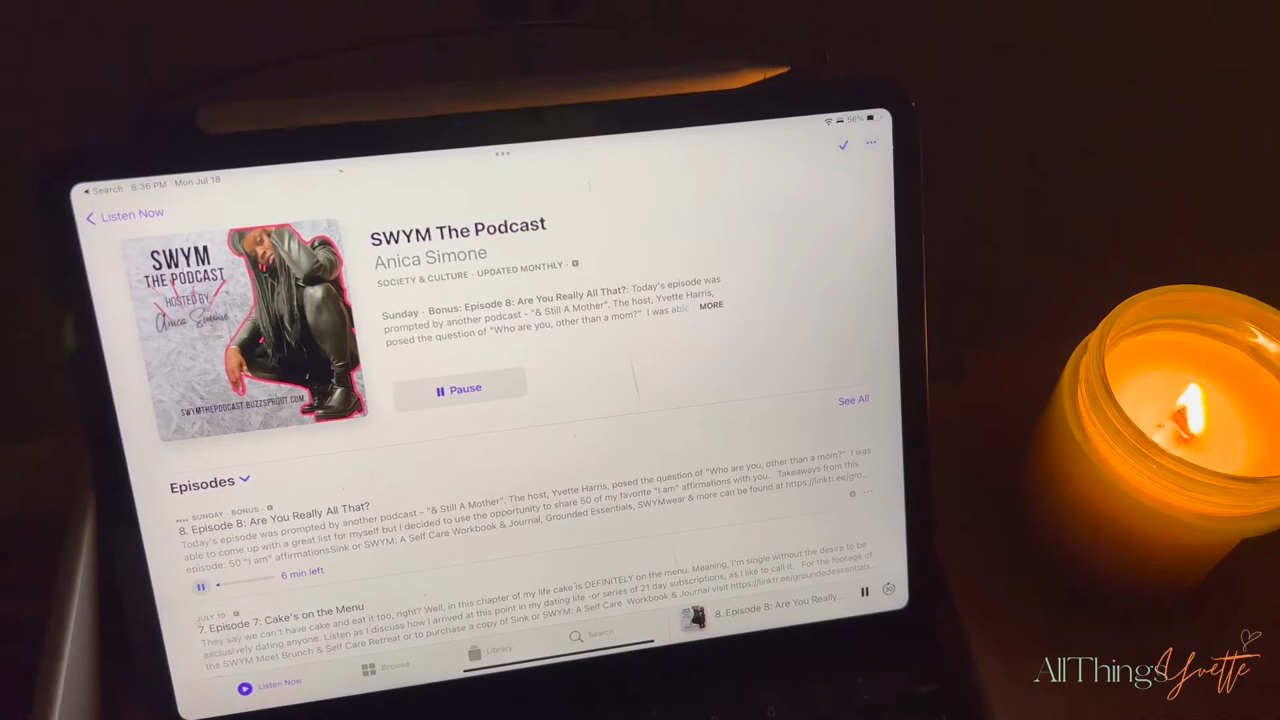 Search 8:36 PM Mon Jul 18
56%
Listen Now
SWYM
THE PODCAST
HOSTED BY
Anica Simone
SWYMTHEPODCAST.BUZZSPROUT.COM
SWYM The Podcast
Anica Simone
SOCIETY & CULTURE · UPDATED MONTHLY · E
Sunday · Bonus: Episode 8: Are You Really All That?: Today's episode was
prompted by another podcast - "& Still A Mother". The host, Yvette Harris,
posed the question of "Who are you, other than a mom?" I was able MORE
Pause
See All
Episodes
SUNDAY · BONUS · E
8. Episode 8: Are You Really All That?
Today's episode was prompted by another podcast - "& Still A Mother". The host, Yvette Harris, posed the question of "Who are you, other than a mom?" I was
able to come up with a great list for myself but I decided to use the opportunity to share 50 of my favorite "I am" affirmations with you. Takeaways from this
episode: 50 "I am" affirmationsSink or SWYM: A Self Care Workbook & Journal, Grounded Essentials, SWYMwear & more can be found at https://linktr.ee/gro...
6 min left
JULY 10 · E
7. Episode 7: Cake's on the Menu
They say we can't have cake and eat it too, right? Well, in this chapter of my life cake is DEFINITELY on the menu. Meaning, I'm single without the desire to be
exclusively dating anyone. Listen as I discuss how I arrived at this point in my dating life -or series of 21 day subscriptions, as I like to call it. For the footage of
the SWYM Meet Brunch & Self Care Retreat or to purchase a copy of Sink or SWYM: A Self Care Workbook & Journal visit https://linktr.ee/groundedessentials...
8. Episode 8: Are You Really...
30
Listen Now
Browse
Library
Search
AllThingsYvette